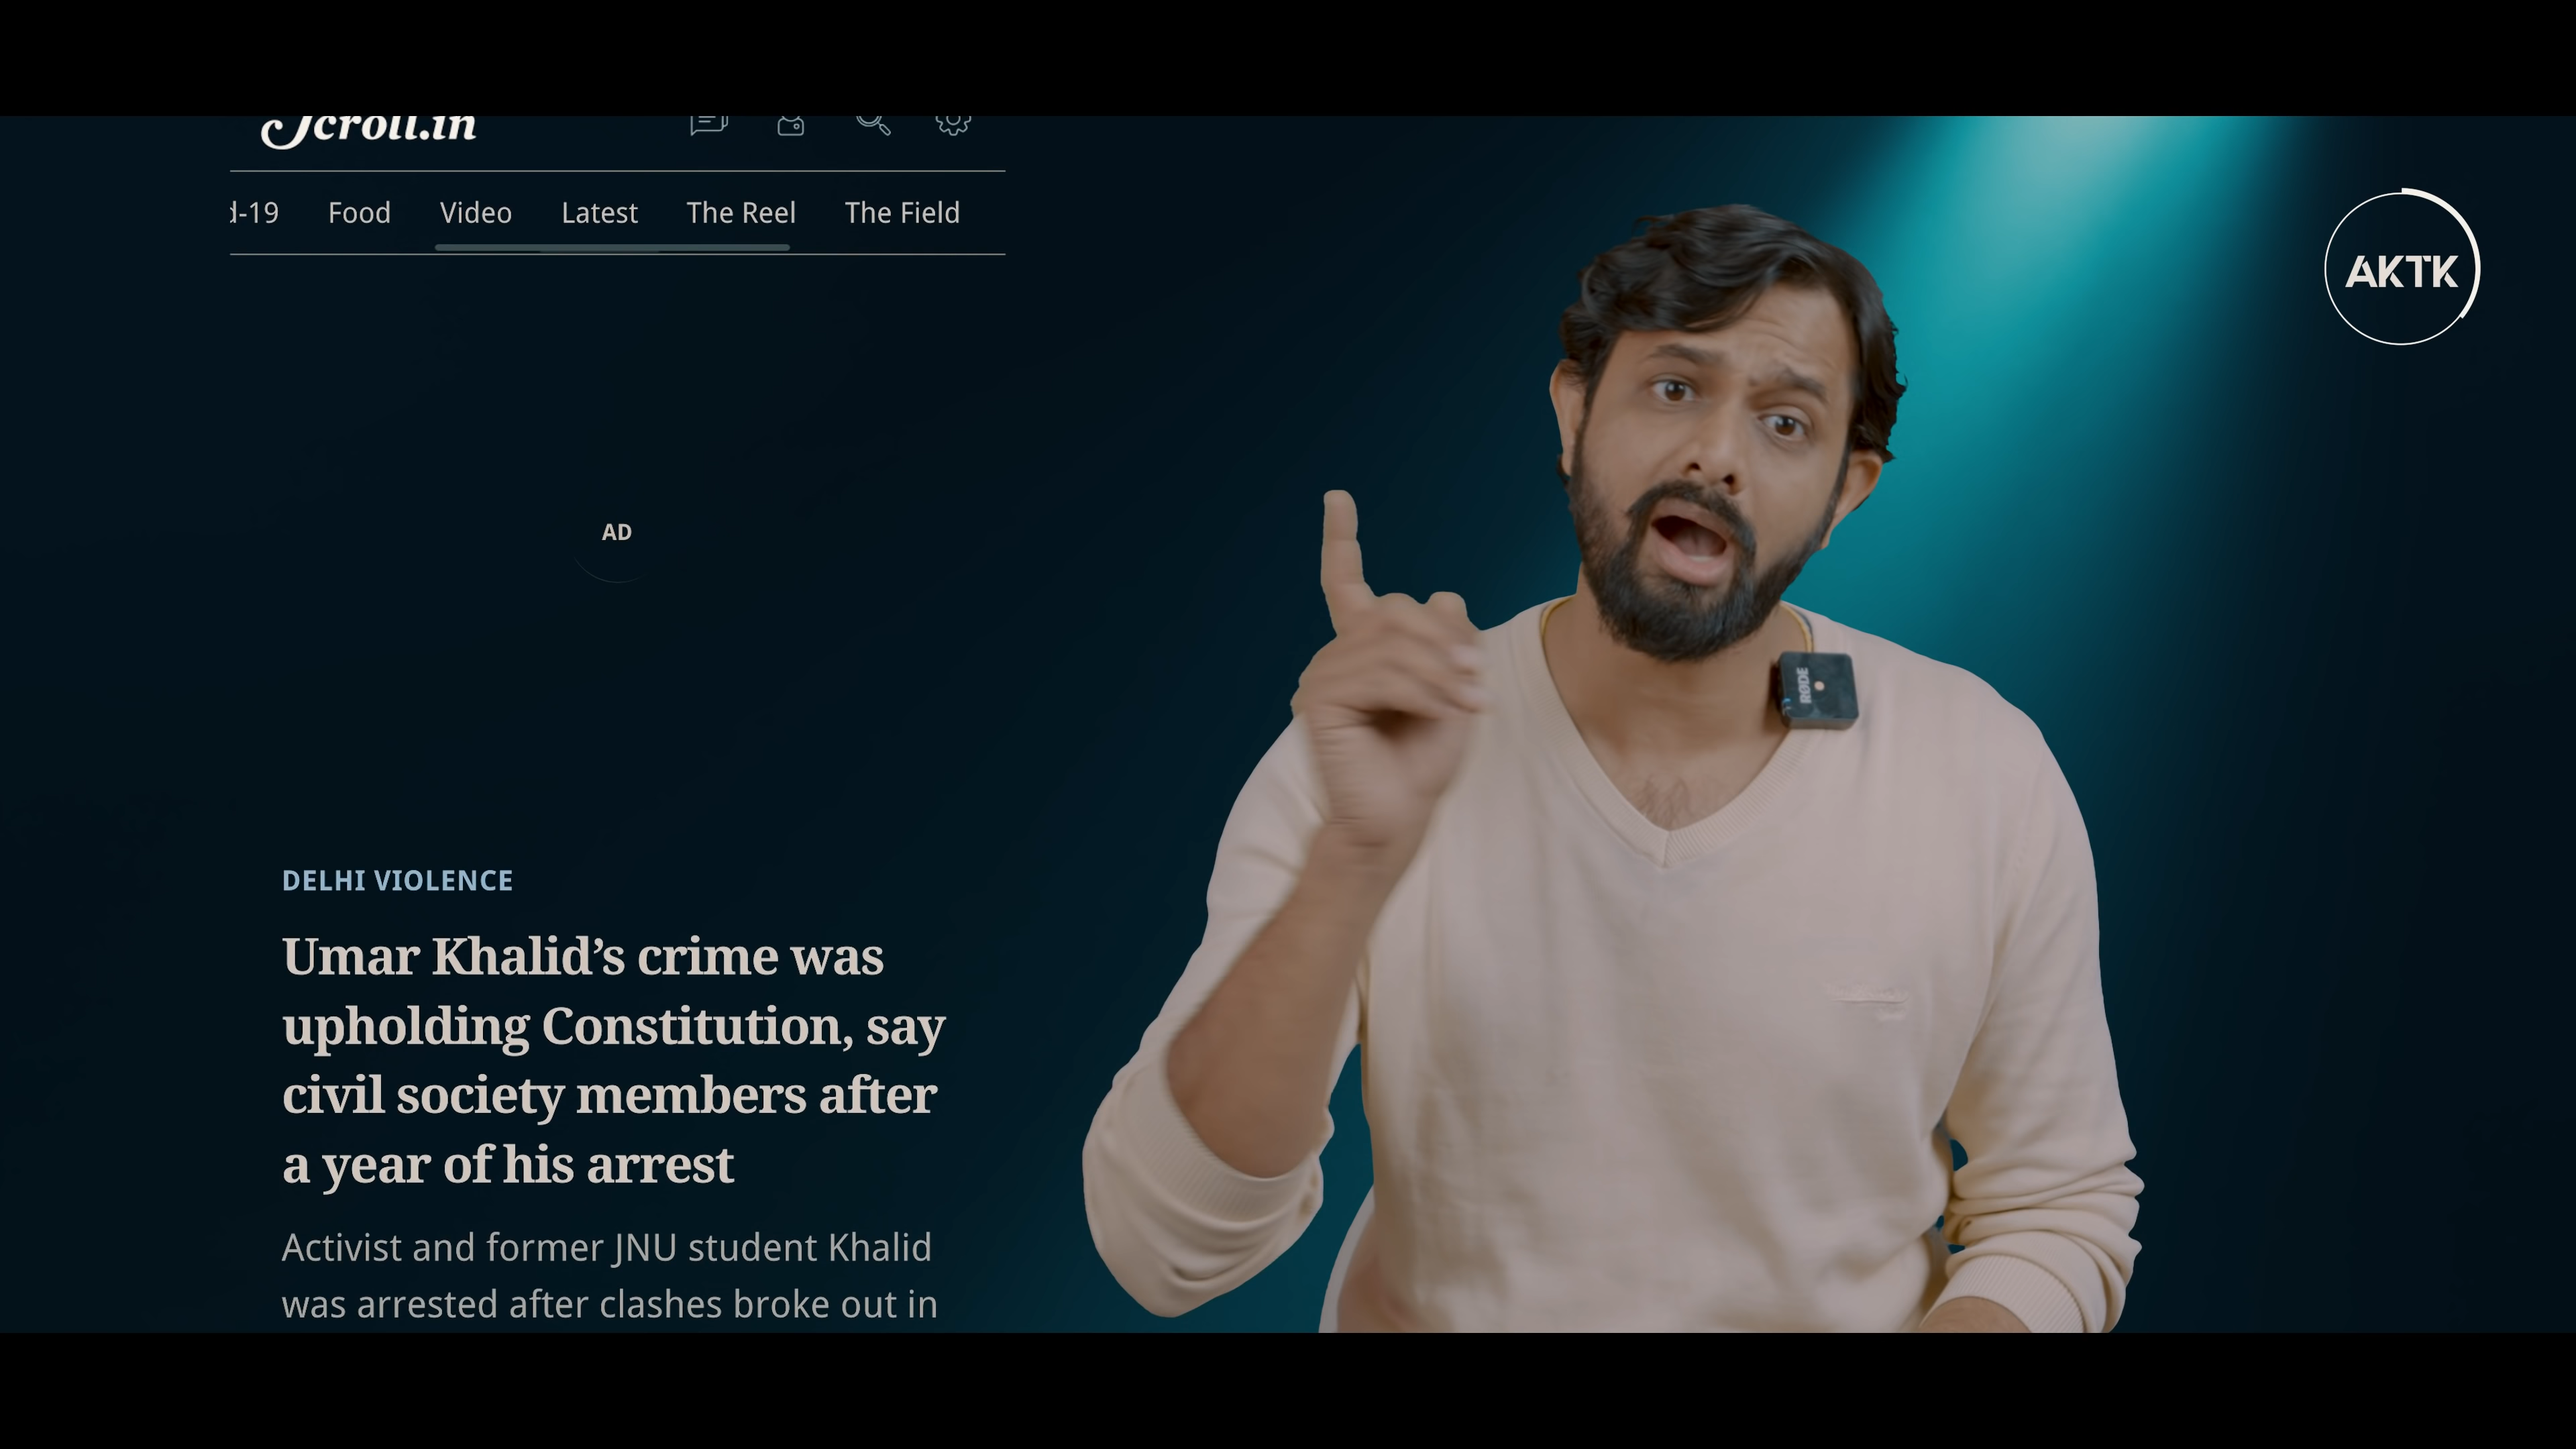 Scroll.in
d-19 Food Video Latest The Reel The Field
AKTK
AD
RØDE
DELHI VIOLENCE
Umar Khalid’s crime was
upholding Constitution, say
civil society members after
a year of his arrest
Activist and former JNU student Khalid
was arrested after clashes broke out in